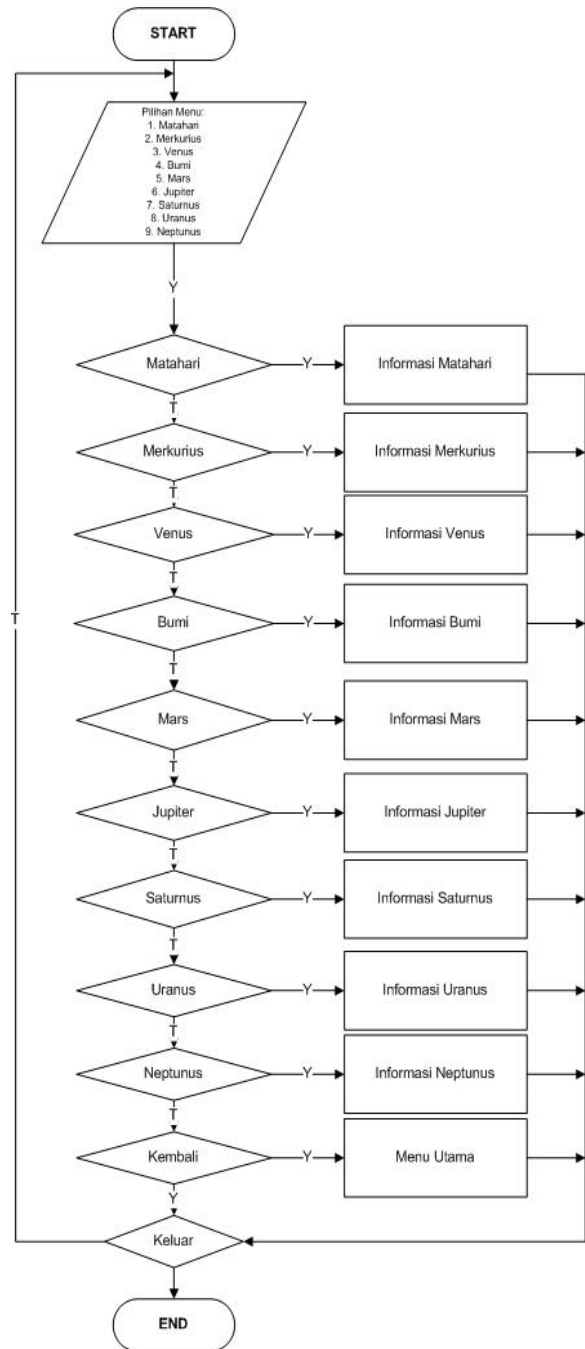 START
Pilihan Menu:
1. Matahari
2. Merkurius
3. Venus
4. Bumi
5. Mars
6. Jupiter
7. Saturnus
8. Uranus
9. Neptunus
Y
Matahari
Y
Informasi Matahari
T
Merkurius
Y
Informasi Merkurius
T
Venus
Y
Informasi Venus
T
Bumi
Y
Informasi Bumi
T
T
Mars
Y
Informasi Mars
T
Jupiter
Y
Informasi Jupiter
T
Saturnus
Y
Informasi Saturnus
T
Uranus
Y
Informasi Uranus
T
Neptunus
Y
Informasi Neptunus
T
Kembali
Y
Menu Utama
Y
Keluar
END